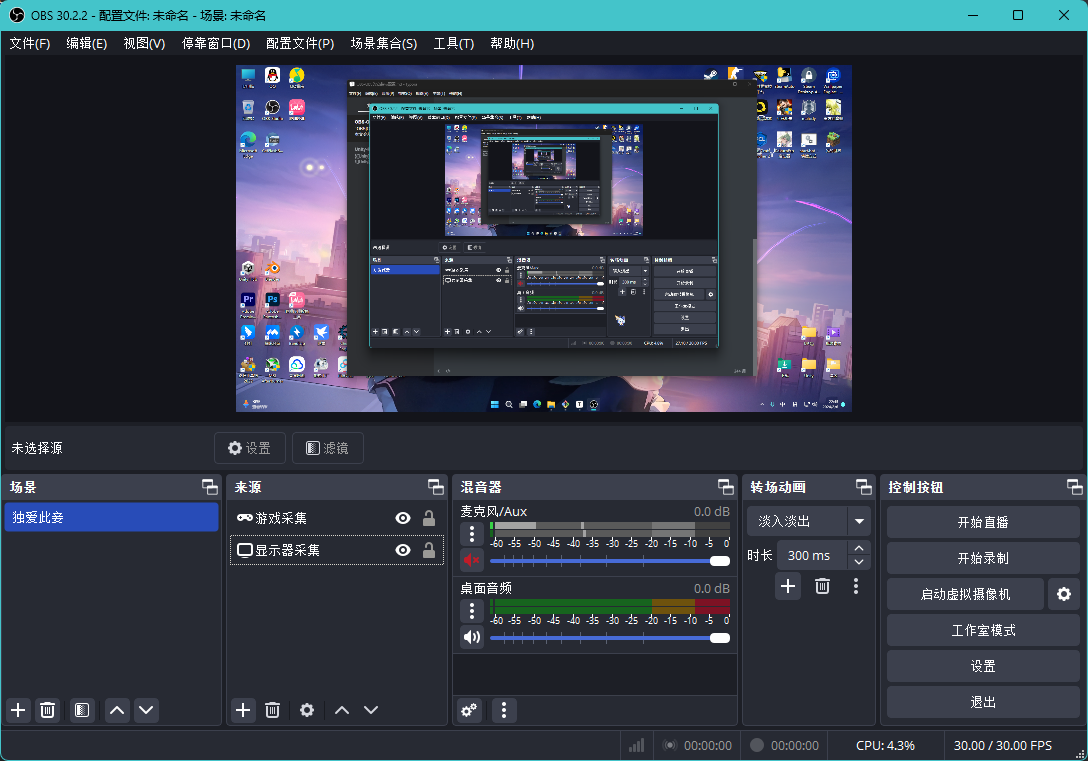 OBS 30.2.2 - 配置文件: 未命名 - 场景: 未命名
文件(F) 编辑(E) 视图(V) 停靠窗口(D) 配置文件(P) 场景集合(S) 工具(T) 帮助(H)
未选择源 设置 滤镜
场景
独爱此妾
来源
游戏采集
显示器采集
混音器
麦克风/Aux 0.0 dB
-60 -55 -50 -45 -40 -35 -30 -25 -20 -15 -10 -5 0
桌面音频 0.0 dB
-60 -55 -50 -45 -40 -35 -30 -25 -20 -15 -10 -5 0
转场动画
淡入淡出
时长 300 ms
控制按钮
开始直播
开始录制
启动虚拟摄像机
工作室模式
设置
退出
00:00:00 00:00:00 CPU: 4.3% 30.00 / 30.00 FPS